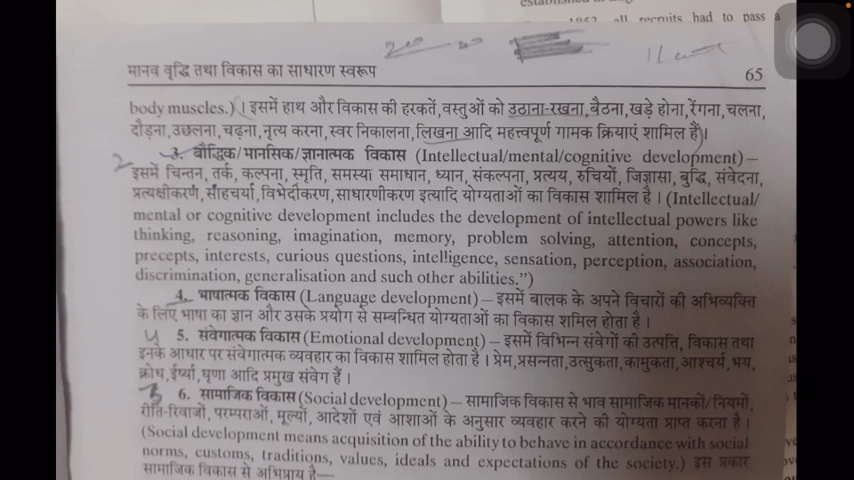 established in
1953, all recruits had to pass a
मानव वृद्धि तथा विकास का साधारण स्वरूप 65
body muscles.) । इसमें हाथ और विकास की हरकतें, वस्तुओं को उठाना-रखना, बैठना, खड़े होना, रेंगना, चलना,
दौड़ना, उछलना, चढ़ना, नृत्य करना, स्वर निकालना, लिखना आदि महत्त्वपूर्ण गामक क्रियाएं शामिल हैं।
2 3. बौद्धिक/मानसिक/ज्ञानात्मक विकास (Intellectual/mental/cognitive development) –
इसमें चिन्तन, तर्क, कल्पना, स्मृति, समस्या समाधान, ध्यान, संकल्पना, प्रत्यय, रुचियों, जिज्ञासा, बुद्धि, संवेदना,
प्रत्यक्षीकरण, साहचर्या, विभेदीकरण, साधारणीकरण इत्यादि योग्यताओं का विकास शामिल है। (Intellectual/
mental or cognitive development includes the development of intellectual powers like
thinking, reasoning, imagination, memory, problem solving, attention, concepts,
precepts, interests, curious questions, intelligence, sensation, perception, association,
discrimination, generalisation and such other abilities.”)
4. भाषात्मक विकास (Language development) – इसमें बालक के अपने विचारों की अभिव्यक्ति
के लिए भाषा का ज्ञान और उसके प्रयोग से सम्बन्धित योग्यताओं का विकास शमिल होता है।
4 5. संवेगात्मक विकास (Emotional development) – इसमें विभिन्न संवेगों की उत्पत्ति, विकास तथा
इनके आधार पर संवेगात्मक व्यवहार का विकास शामिल होता है। प्रेम, प्रसन्नता, उत्सुकता, कामुकता, आश्चर्य, भय,
क्रोध, ईर्ष्या, घृणा आदि प्रमुख संवेग हैं।
6. सामाजिक विकास (Social development) – सामाजिक विकास से भाव सामाजिक मानकों/नियमों,
रीति-रिवाजों, परम्पराओं, मूल्यों, आदेशों एवं आशाओं के अनुसार व्यवहार करने की योग्यता प्राप्त करना है।
(Social development means acquisition of the ability to behave in accordance with social
norms, customs, traditions, values, ideals and expectations of the society.) इस प्रकार
सामाजिक विकास से अभिप्राय है—